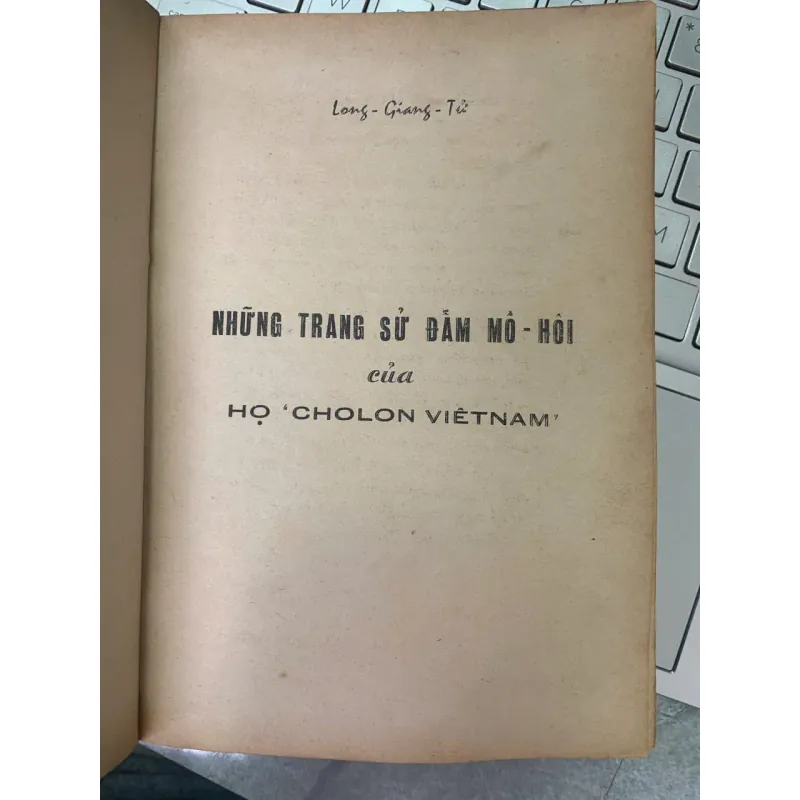 Long - Giang - Tử
NHỮNG TRANG SỬ ĐẪM MỒ - HÔI
của
HỌ ‘CHOLON VIÊTNAM’